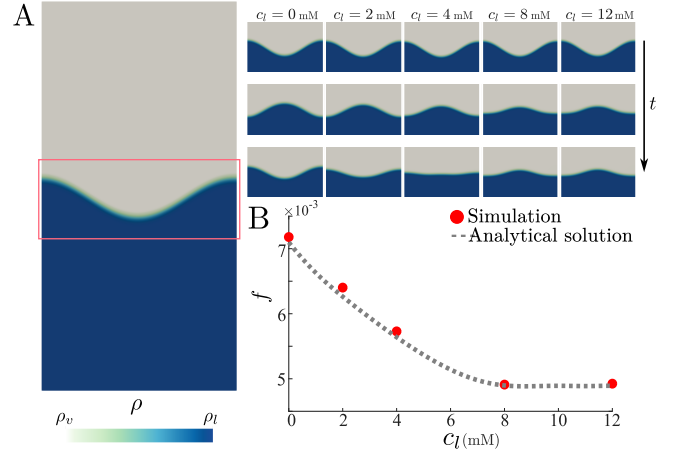 A
c_l = 0 mM c_l = 2 mM c_l = 4 mM c_l = 8 mM c_l = 12 mM
t
ρ_v ρ ρ_l
B
×10⁻³
Simulation
Analytical solution
7
6
5
f
0 2 4 6 8 10 12
c_l (mM)